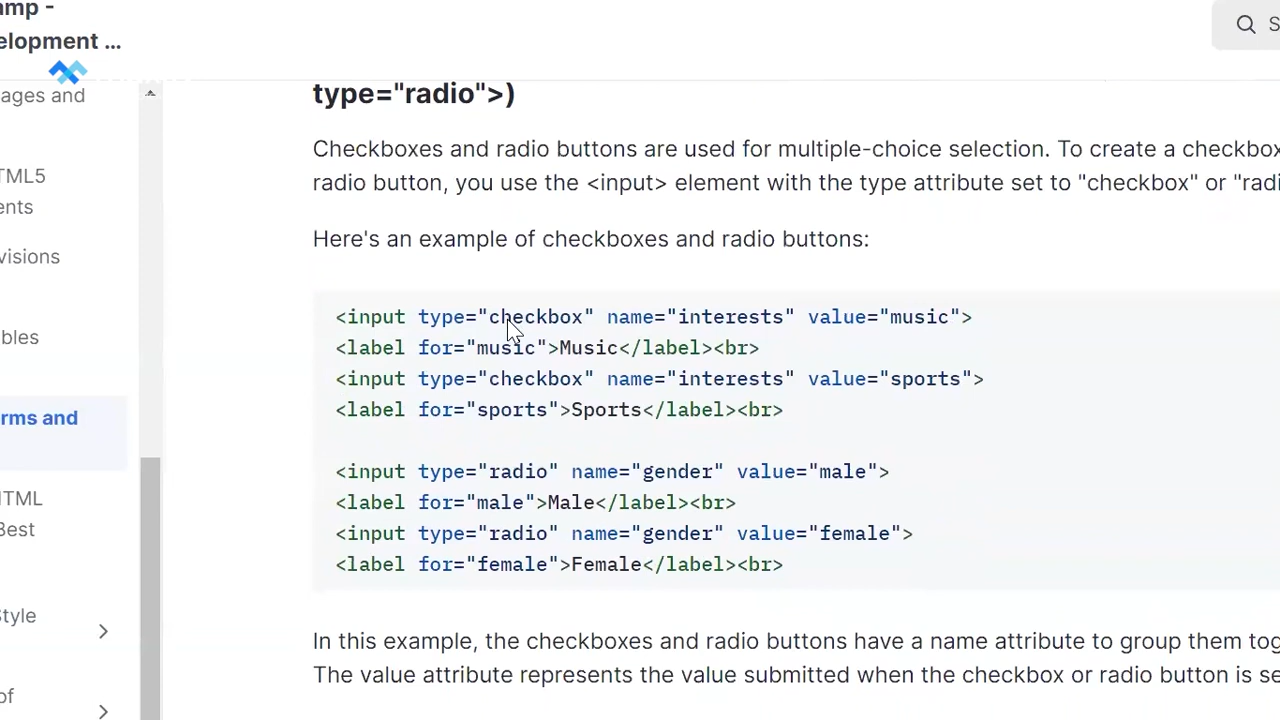 amp -
elopment ...
S
ages and
TML5
ents
visions
bles
rms and
HTML
Best
Style
of
type="radio">)
Checkboxes and radio buttons are used for multiple-choice selection. To create a checkbox
radio button, you use the <input> element with the type attribute set to "checkbox" or "radi
Here's an example of checkboxes and radio buttons:
<input type="checkbox" name="interests" value="music">
<label for="music">Music</label><br>
<input type="checkbox" name="interests" value="sports">
<label for="sports">Sports</label><br>
<input type="radio" name="gender" value="male">
<label for="male">Male</label><br>
<input type="radio" name="gender" value="female">
<label for="female">Female</label><br>
In this example, the checkboxes and radio buttons have a name attribute to group them tog
The value attribute represents the value submitted when the checkbox or radio button is se